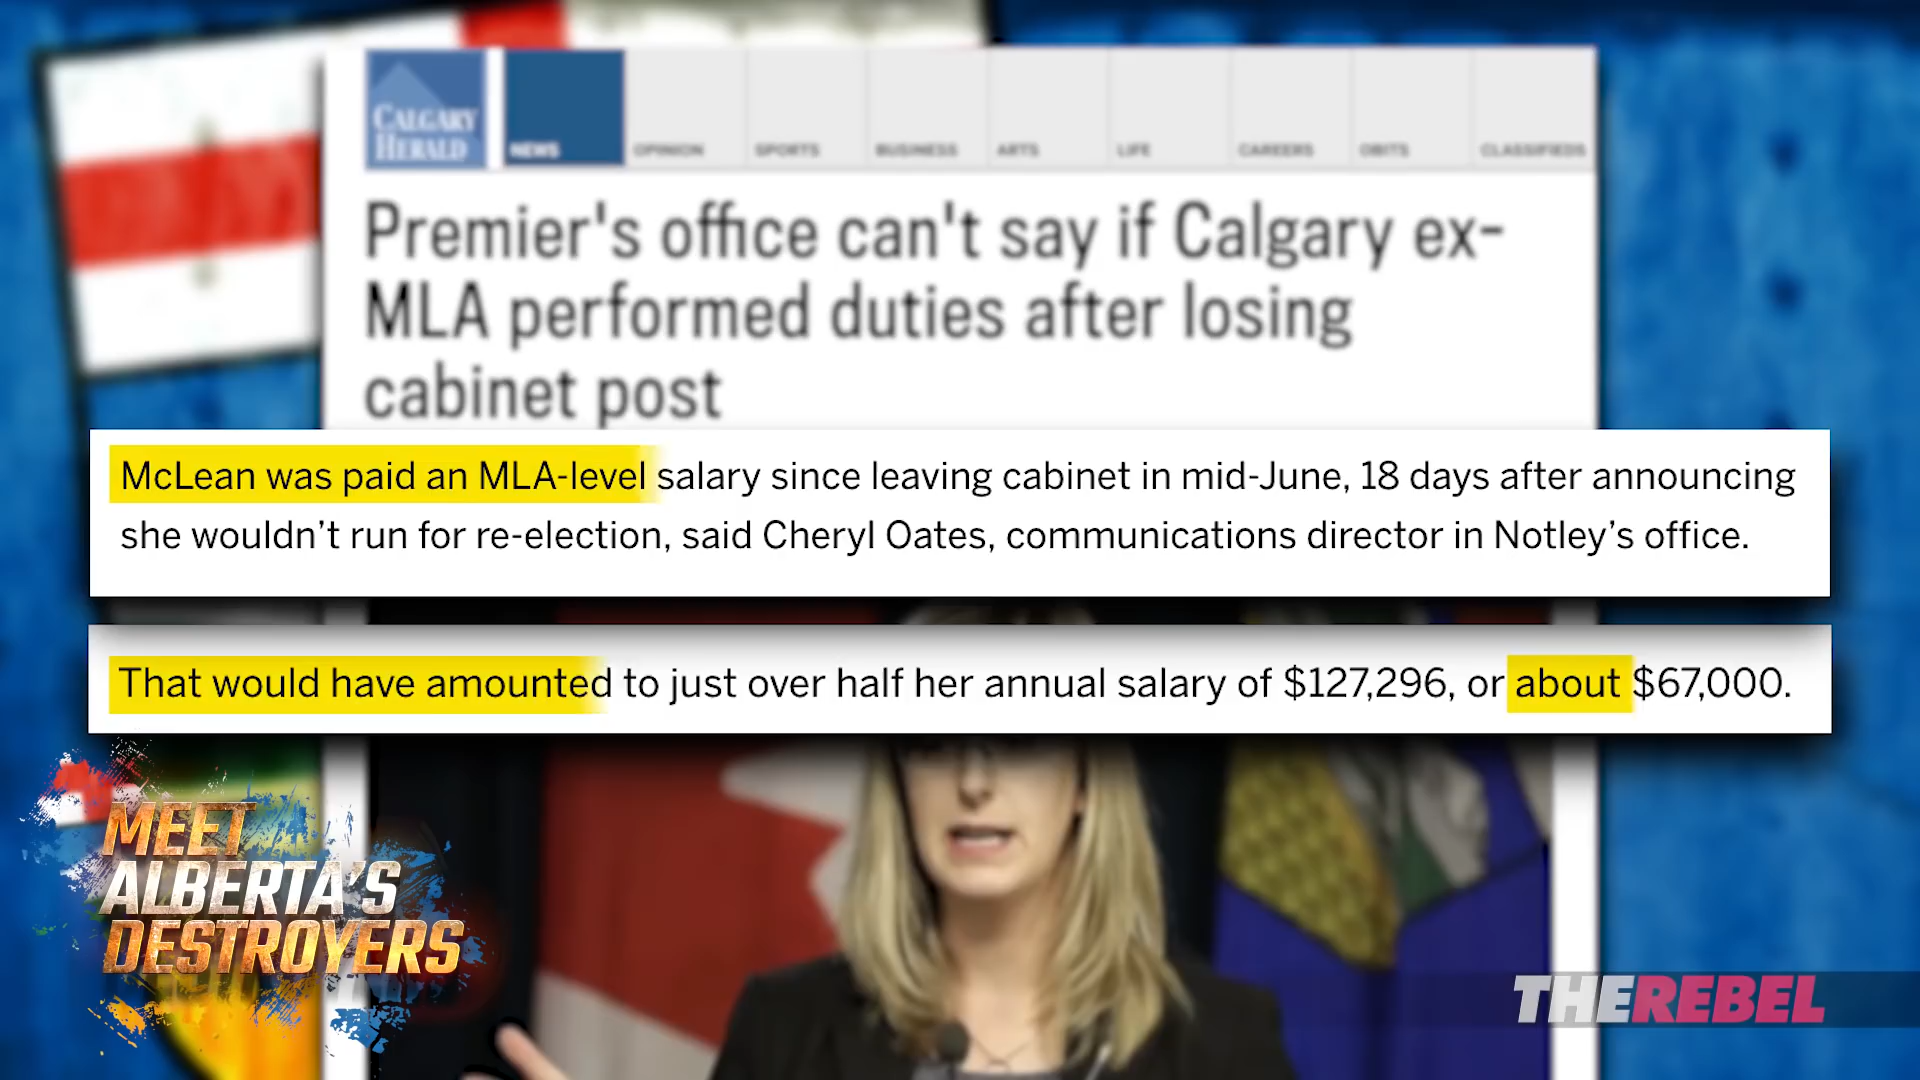 CALGARY
HERALD
NEWS
OPINION
SPORTS
BUSINESS
ARTS
LIFE
CAREERS
OBITS
CLASSIFIEDS
Premier's office can't say if Calgary ex-
MLA performed duties after losing
cabinet post
McLean was paid an MLA-level salary since leaving cabinet in mid-June, 18 days after announcing
she wouldn’t run for re-election, said Cheryl Oates, communications director in Notley’s office.
That would have amounted to just over half her annual salary of $127,296, or about $67,000.
MEET
ALBERTA'S
DESTROYERS
THEREBEL